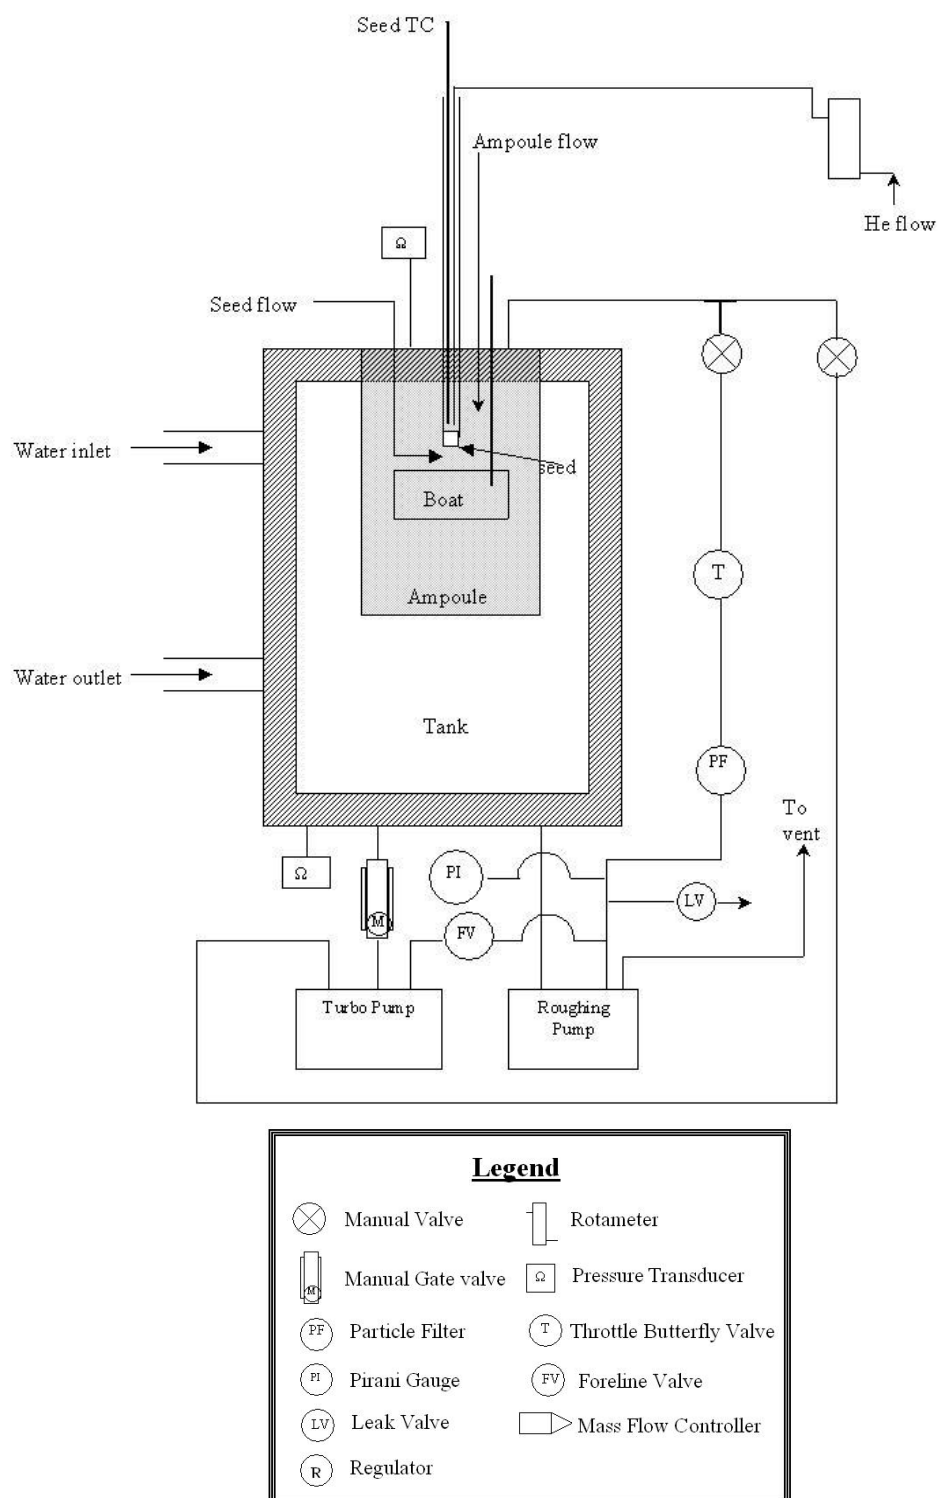 Seed TC
Ampoule flow
He flow
Ω
Seed flow
Water inlet
seed
Boat
T
Ampoule
Water outlet
Tank
PF
To
vent
Ω
PI
LV
M
FV
Turbo Pump
Roughing
Pump
Legend
Manual Valve
Rotameter
M
Manual Gate valve
Ω
Pressure Transducer
PF
Particle Filter
T
Throttle Butterfly Valve
PI
Pirani Gauge
FV
Foreline Valve
LV
Leak Valve
Mass Flow Controller
R
Regulator